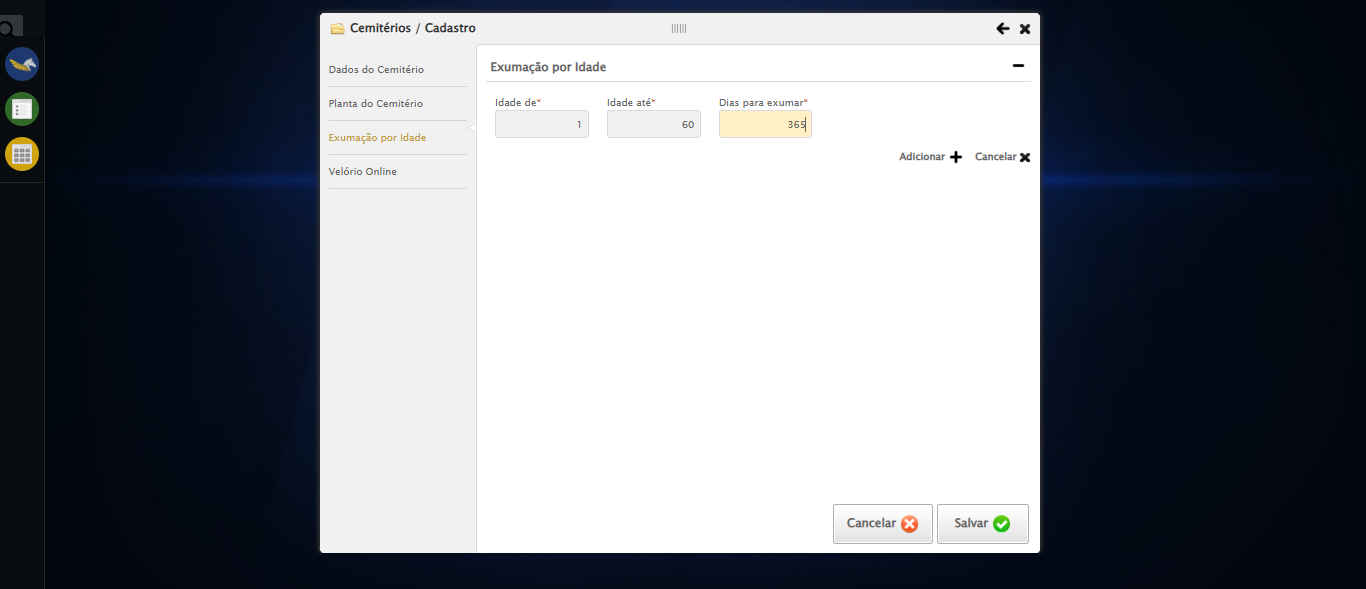 Cemitérios / Cadastro
Dados do Cemitério
Planta do Cemitério
Exumação por Idade
Velório Online
Exumação por Idade
Idade de* Idade até* Dias para exumar*
1 60 365
Adicionar Cancelar
Cancelar Salvar